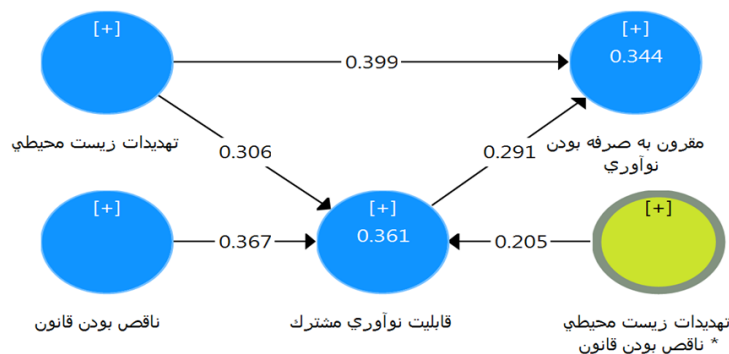 [+]
[+]
0.344
0.399
تهديدات زيست محيطي
مقرون به صرفه بودن
نوآوري
0.306
0.291
[+]
[+]
0.361
[+]
0.367
0.205
ناقص بودن قانون
قابليت نوآوري مشترك
تهديدات زيست محيطي
* ناقص بودن قانون